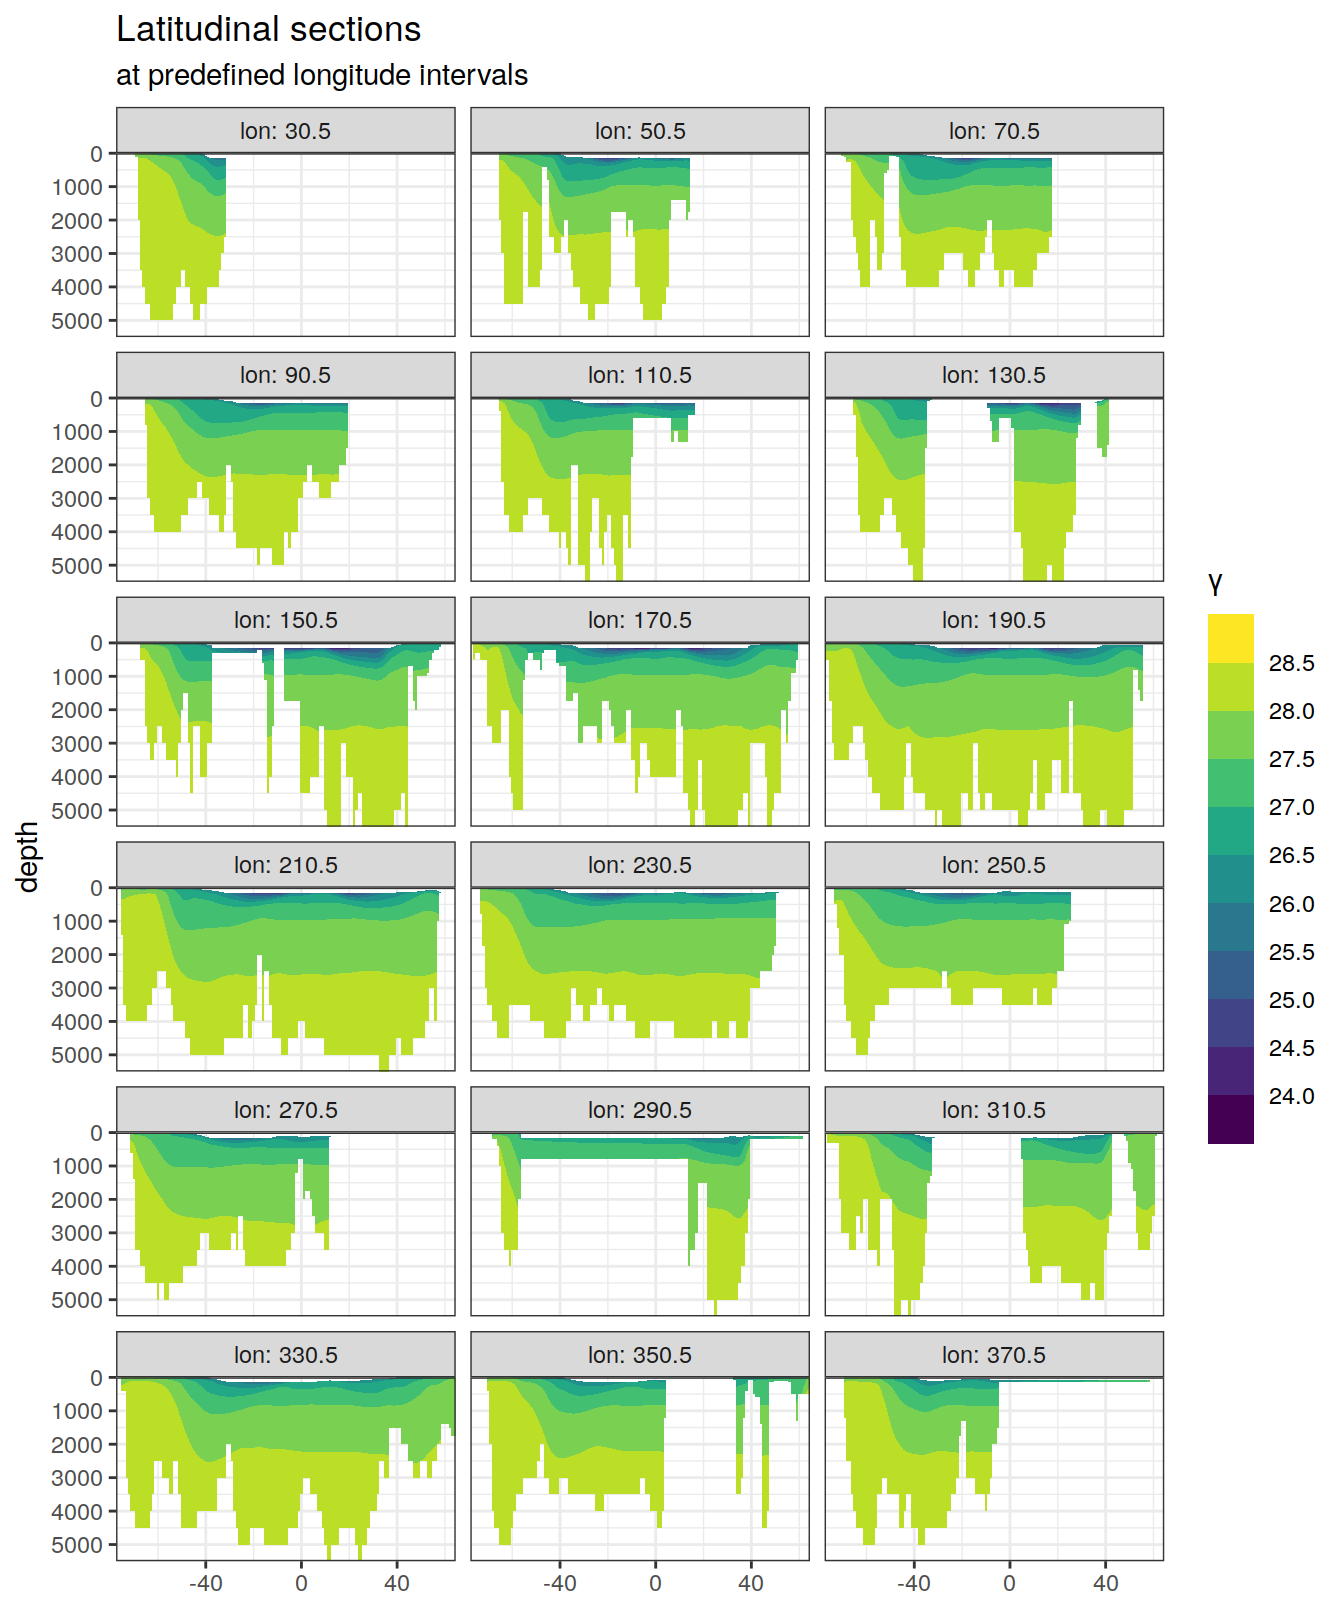 Latitudinal sections
at predefined longitude intervals
lon: 30.5
lon: 50.5
lon: 70.5
0
1000
2000
3000
4000
5000
lon: 90.5
lon: 110.5
lon: 130.5
0
1000
2000
3000
4000
5000
lon: 150.5
lon: 170.5
lon: 190.5
0
1000
2000
3000
4000
5000
lon: 210.5
lon: 230.5
lon: 250.5
0
1000
2000
3000
4000
5000
lon: 270.5
lon: 290.5
lon: 310.5
0
1000
2000
3000
4000
5000
lon: 330.5
lon: 350.5
lon: 370.5
0
1000
2000
3000
4000
5000
-40 0 40
-40 0 40
-40 0 40
depth
γ
28.5
28.0
27.5
27.0
26.5
26.0
25.5
25.0
24.5
24.0